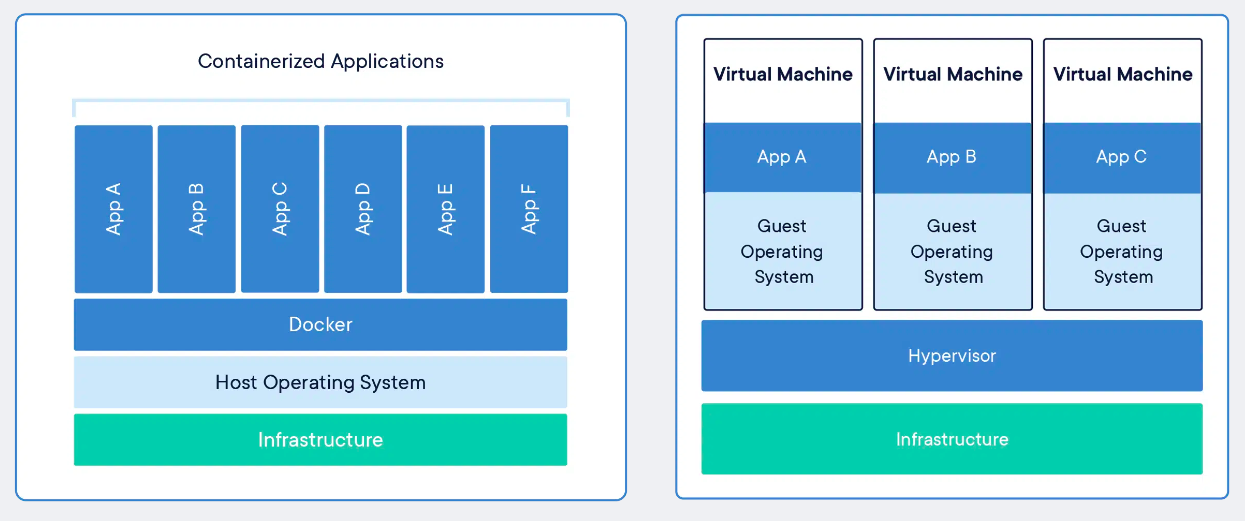 Containerized Applications
App A
App B
App C
App D
App E
App F
Docker
Host Operating System
Infrastructure
Virtual Machine
App A
Guest
Operating
System
Virtual Machine
App B
Guest
Operating
System
Virtual Machine
App C
Guest
Operating
System
Hypervisor
Infrastructure